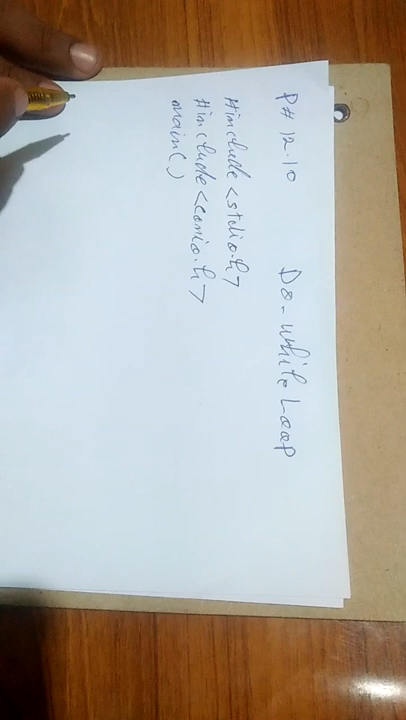 P# 12.10 Do-while Loop
#include <stdio.h>
#include <conio.h>
main()